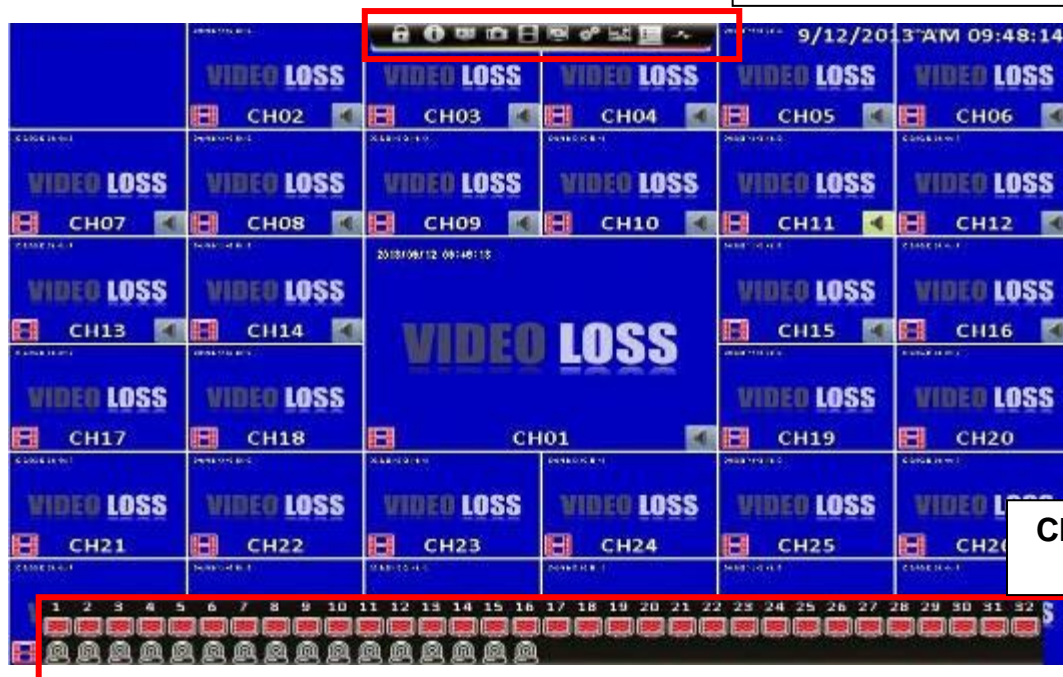 9/12/2013 AM 09:48:14
VIDEO LOSS VIDEO LOSS VIDEO LOSS VIDEO LOSS VIDEO LOSS
CH02 CH03 CH04 CH05 CH06
VIDEO LOSS VIDEO LOSS VIDEO LOSS VIDEO LOSS VIDEO LOSS VIDEO LOSS
CH07 CH08 CH09 CH10 CH11 CH12
2013/09/12 09:48:13
VIDEO LOSS VIDEO LOSS VIDEO LOSS VIDEO LOSS
CH13 CH14 CH15 CH16
VIDEO LOSS
VIDEO LOSS VIDEO LOSS VIDEO LOSS VIDEO LOSS
CH17 CH18 CH01 CH19 CH20
VIDEO LOSS VIDEO LOSS VIDEO LOSS VIDEO LOSS VIDEO LOSS VIDEO
CH21 CH22 CH23 CH24 CH25
1 2 3 4 5 6 7 8 9 10 11 12 13 14 15 16 17 18 19 20 21 22 23 24 25 26 27 28 29 30 31 32